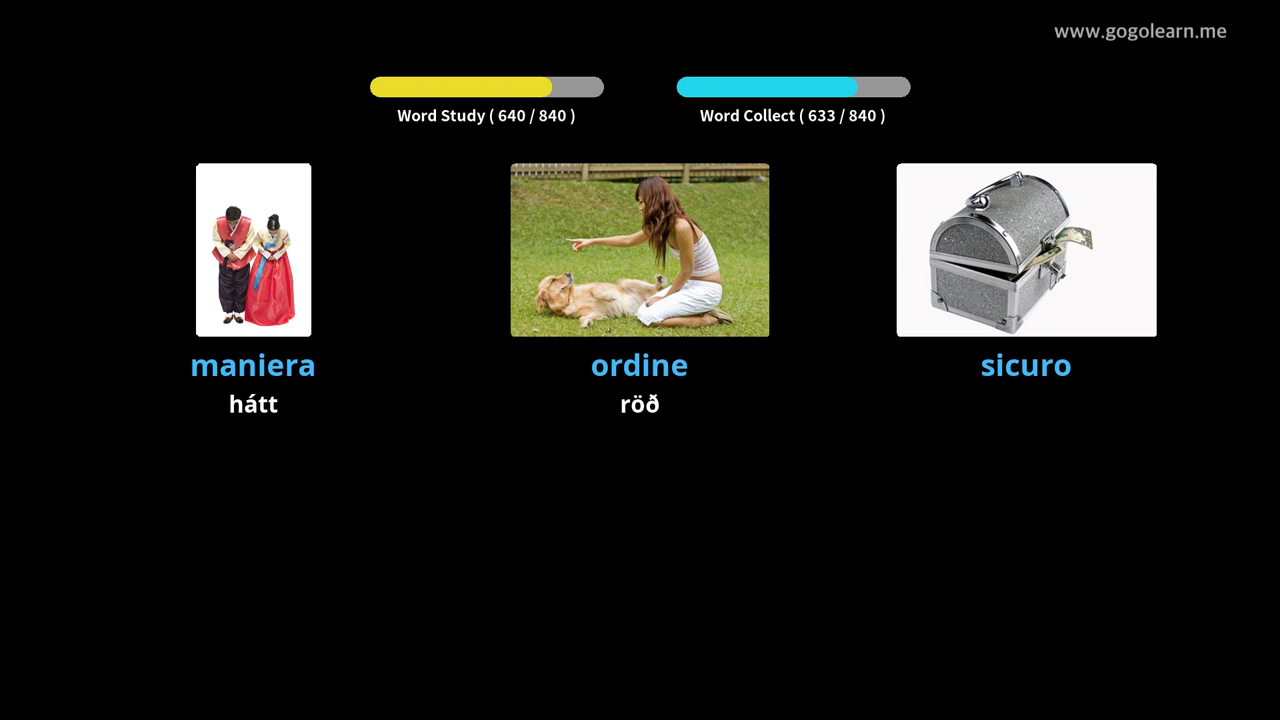 www.gogolearn.me
Word Study ( 640 / 840 )
Word Collect ( 633 / 840 )
maniera
ordine
sicuro
hátt
röð